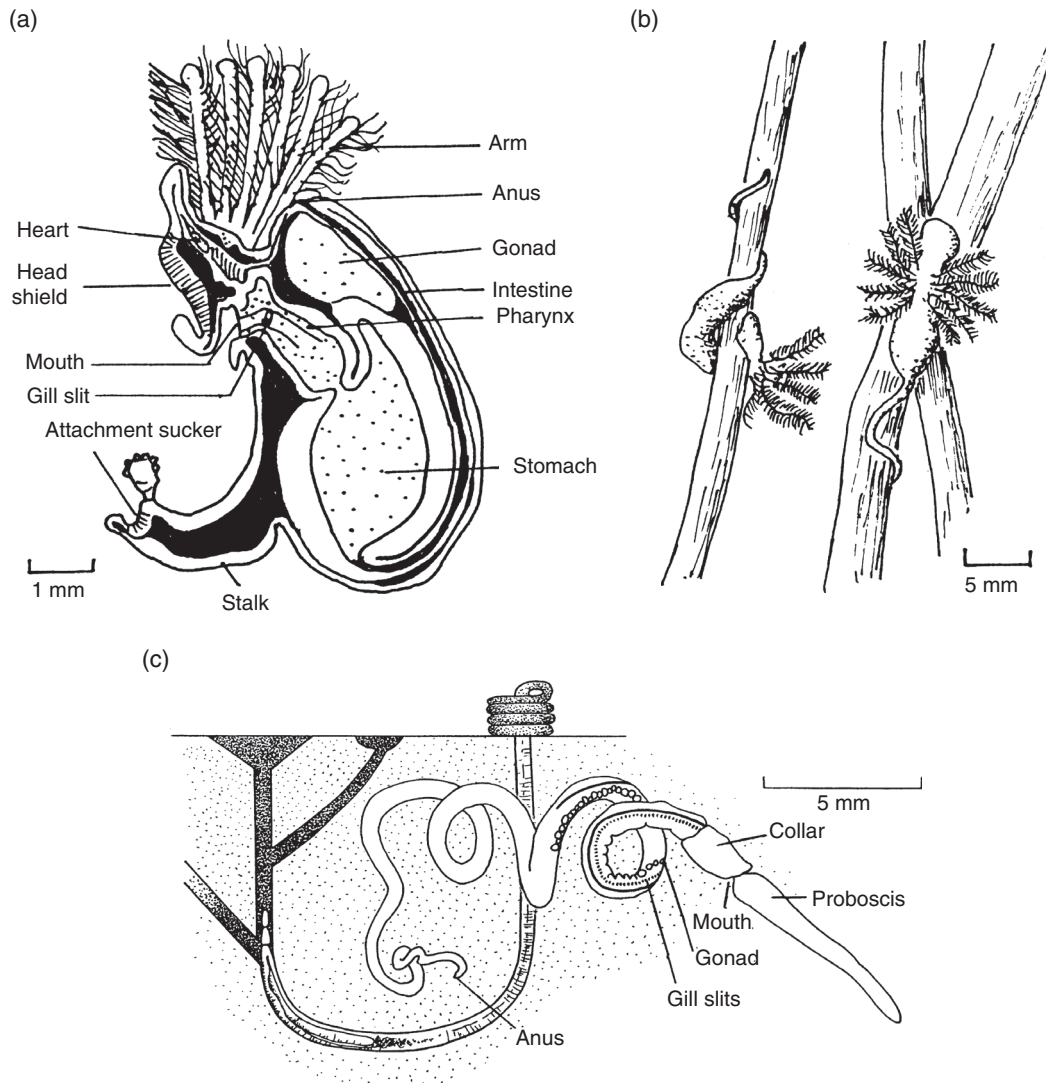 (a)
Arm
Anus
Heart
Gonad
Head
shield
Intestine
Pharynx
Mouth
Gill slit
Attachment sucker
Stomach
1 mm
Stalk
(b)
5 mm
(c)
5 mm
Collar
Proboscis
Mouth
Gonad
Gill slits
Anus